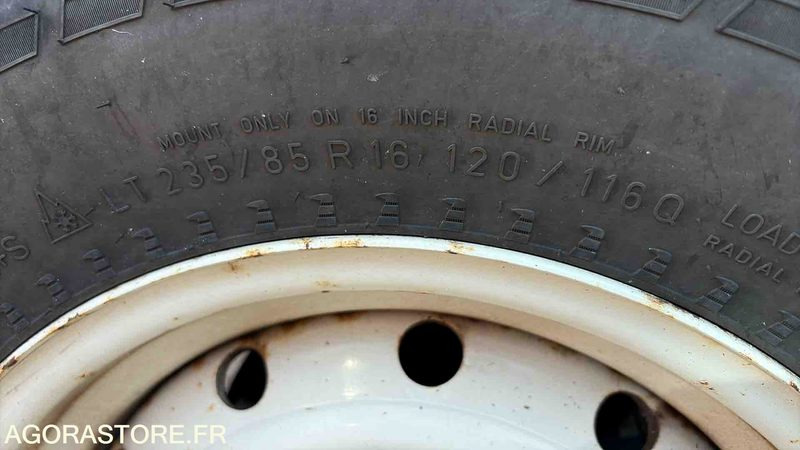 MOUNT ONLY ON 16 INCH RADIAL RIM
LT 235/85 R 16 120/116Q LOAD
RADIAL
AGORASTORE.FR